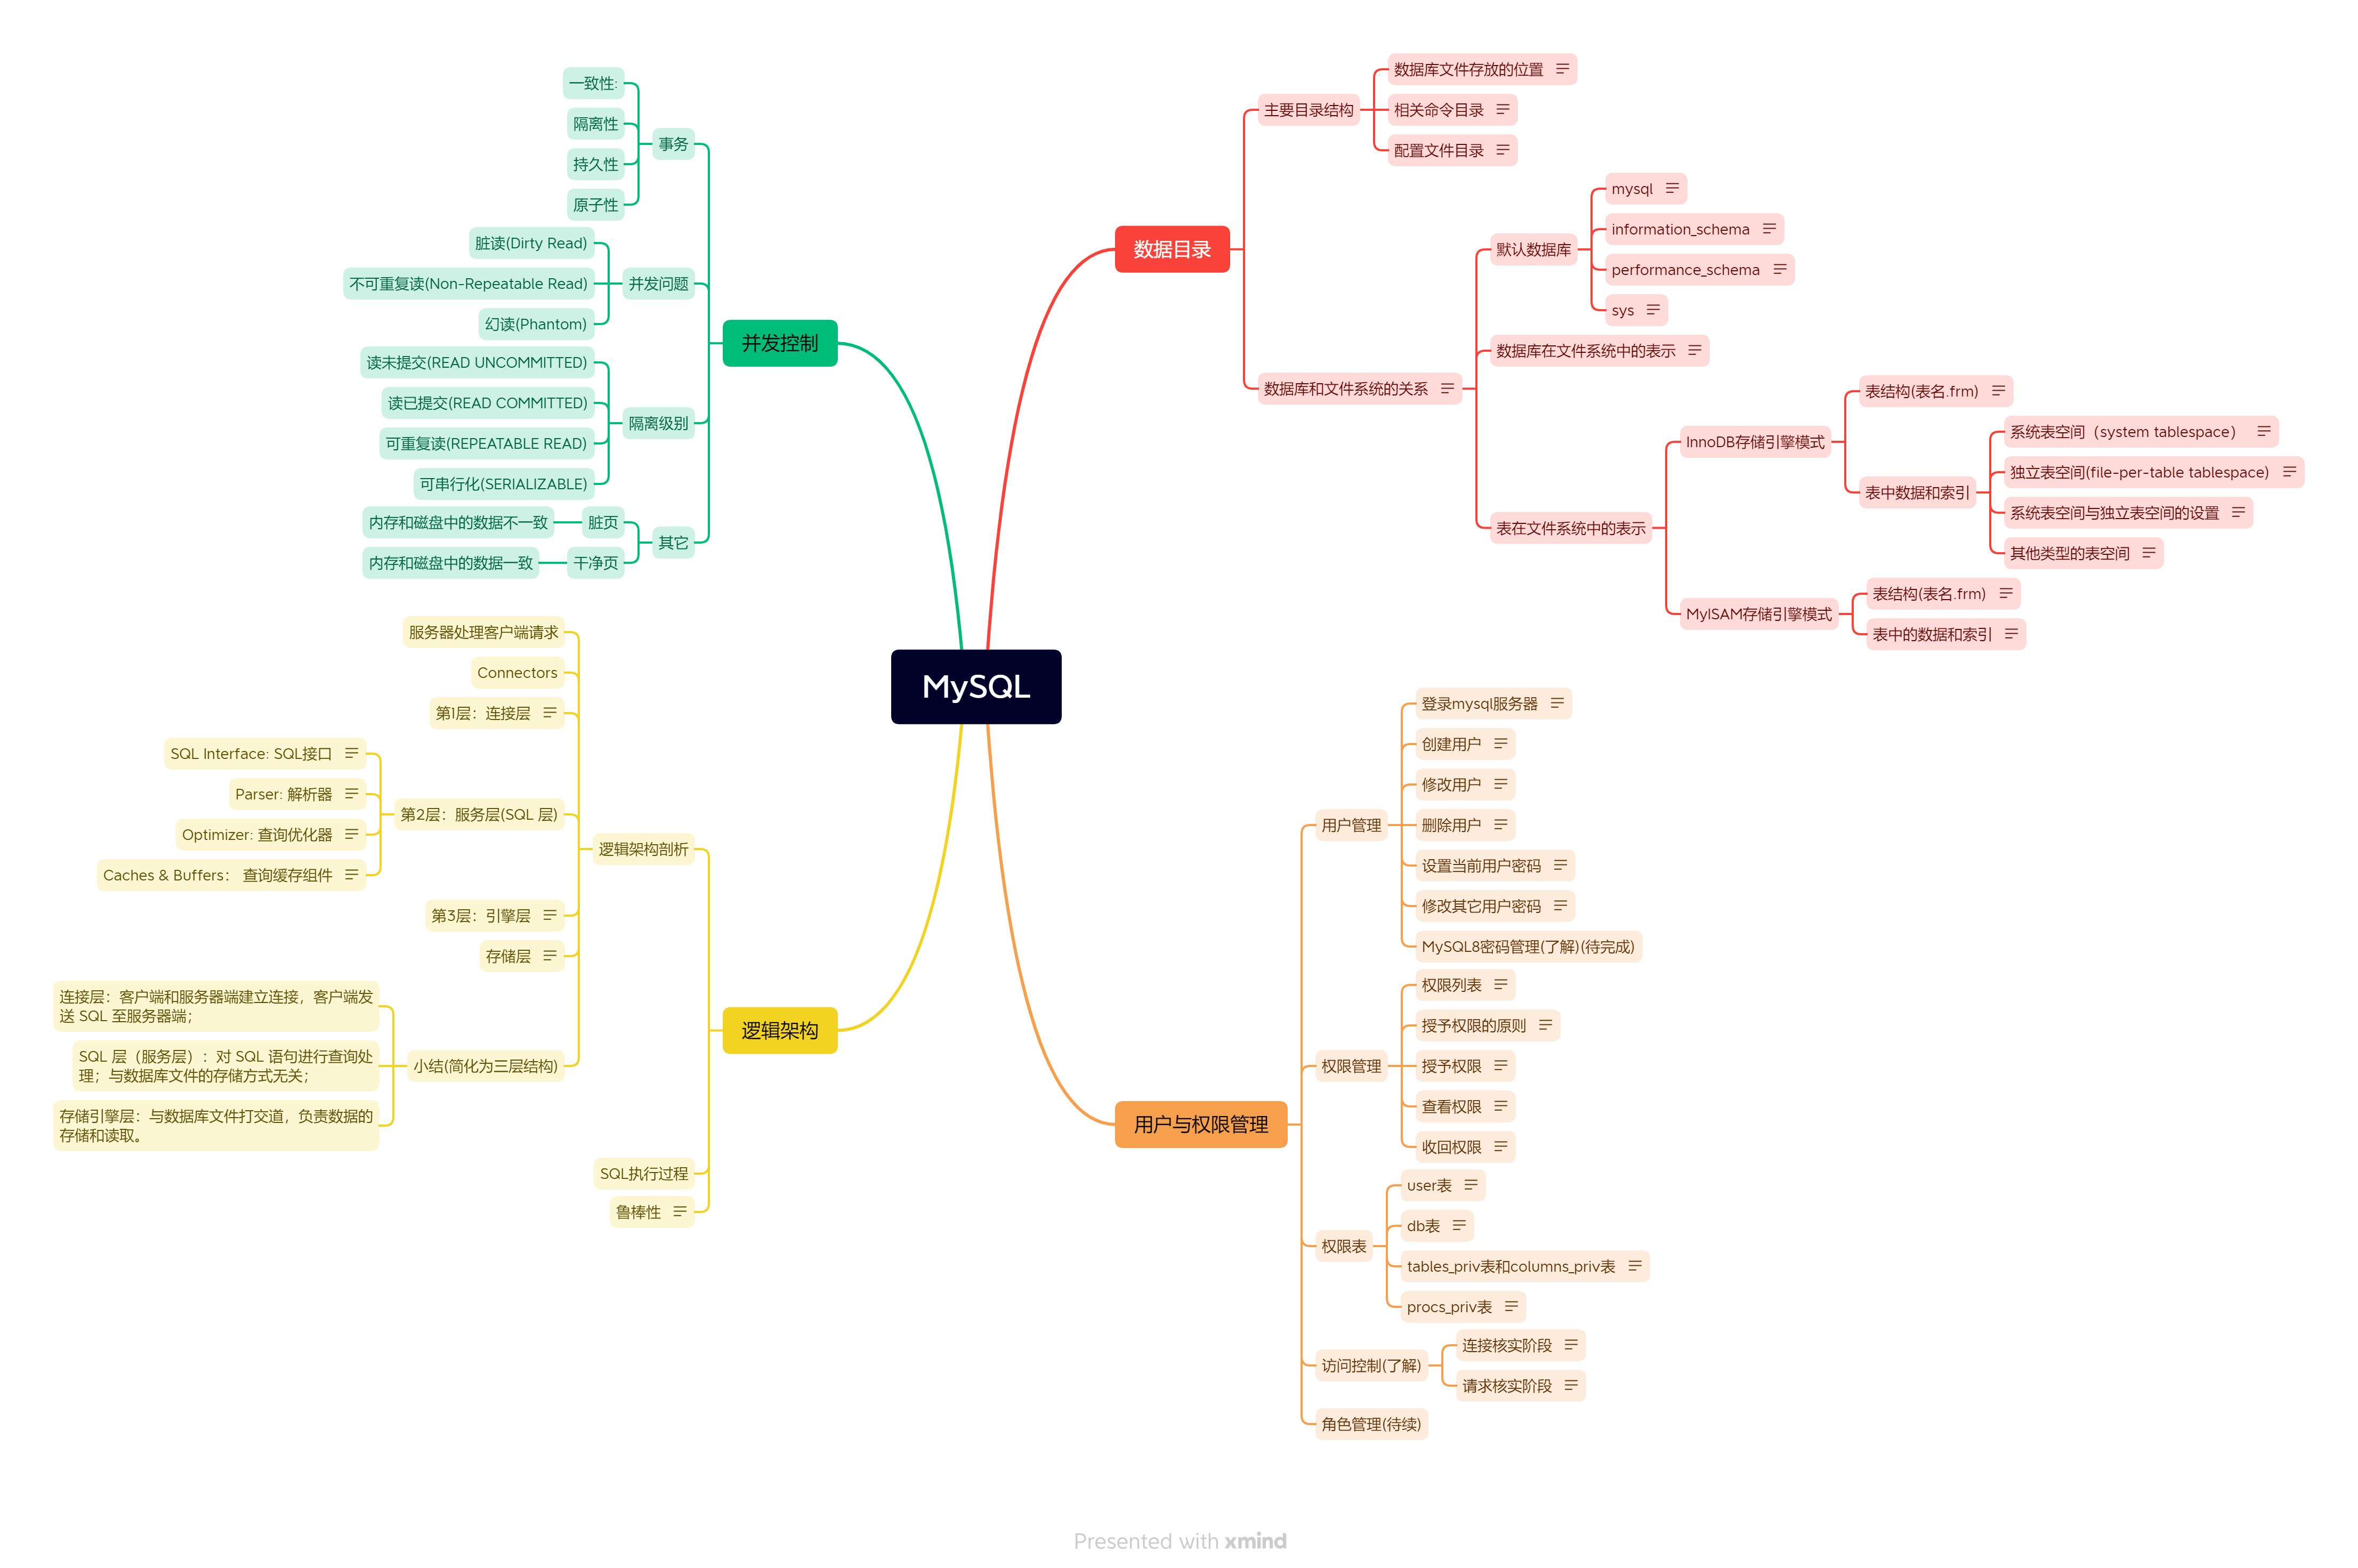 MySQL
数据目录
主要目录结构
数据库文件存放的位置
相关命令目录
配置文件目录
数据库和文件系统的关系
默认数据库
mysql
information_schema
performance_schema
sys
数据库在文件系统中的表示
表在文件系统中的表示
InnoDB存储引擎模式
表结构(表名.frm)
表中数据和索引
系统表空间（system tablespace）
独立表空间(file-per-table tablespace)
系统表空间与独立表空间的设置
其他类型的表空间
MyISAM存储引擎模式
表结构(表名.frm)
表中的数据和索引
用户与权限管理
用户管理
登录mysql服务器
创建用户
修改用户
删除用户
设置当前用户密码
修改其它用户密码
MySQL8密码管理(了解)(待完成)
权限管理
权限列表
授予权限的原则
授予权限
查看权限
收回权限
权限表
user表
db表
tables_priv表和columns_priv表
procs_priv表
访问控制(了解)
连接核实阶段
请求核实阶段
角色管理(待续)
并发控制
事务
一致性:
隔离性
持久性
原子性
并发问题
脏读(Dirty Read)
不可重复读(Non-Repeatable Read)
幻读(Phantom)
隔离级别
读未提交(READ UNCOMMITTED)
读已提交(READ COMMITTED)
可重复读(REPEATABLE READ)
可串行化(SERIALIZABLE)
其它
脏页
内存和磁盘中的数据不一致
干净页
内存和磁盘中的数据一致
逻辑架构
逻辑架构剖析
服务器处理客户端请求
Connectors
第1层：连接层
第2层：服务层(SQL 层)
SQL Interface: SQL接口
Parser: 解析器
Optimizer: 查询优化器
Caches & Buffers： 查询缓存组件
第3层：引擎层
存储层
小结(简化为三层结构)
连接层：客户端和服务器端建立连接，客户端发
送 SQL 至服务器端；
SQL 层（服务层）：对 SQL 语句进行查询处
理；与数据库文件的存储方式无关；
存储引擎层：与数据库文件打交道，负责数据的
存储和读取。
SQL执行过程
鲁棒性
Presented with xmind